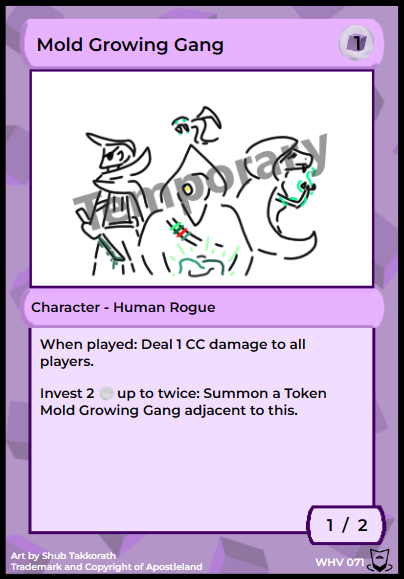 Mold Growing Gang
1
Temporary
Character - Human Rogue
When played: Deal 1 CC damage to all
players.
Invest 2 up to twice: Summon a Token
Mold Growing Gang adjacent to this.
1 / 2
Art by Shub Takkorath
Trademark and Copyright of Apostleland
WHV 071